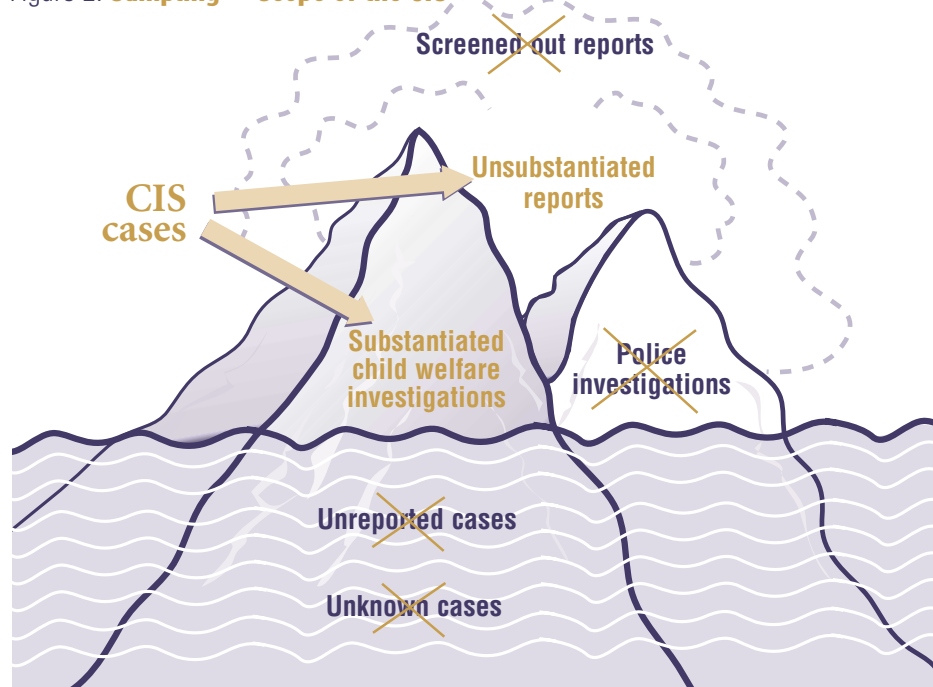 Screened out reports
Unsubstantiated
reports
CIS
cases
Substantiated
child welfare
investigations
Police
investigations
Unreported cases
Unknown cases